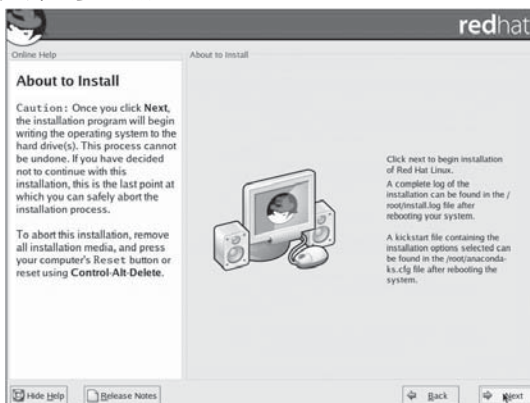 redhat
Online Help
About to Install
About to Install
Caution: Once you click Next,
the installation program will begin
writing the operating system to the
hard drive(s). This process cannot
be undone. If you have decided
not to continue with this
installation, this is the last point at
which you can safely abort the
installation process.
To abort this installation, remove
all installation media, and press
your computer's Reset button or
reset using Control-Alt-Delete.
Click next to begin installation
of Red Hat Linux.
A complete log of the
installation can be found in the /
root/install.log file after
rebooting your system.
A kickstart file containing the
installation options selected can
be found in the /root/anaconda-
ks.cfg file after rebooting the
system.
Hide Help
Release Notes
Back
Next